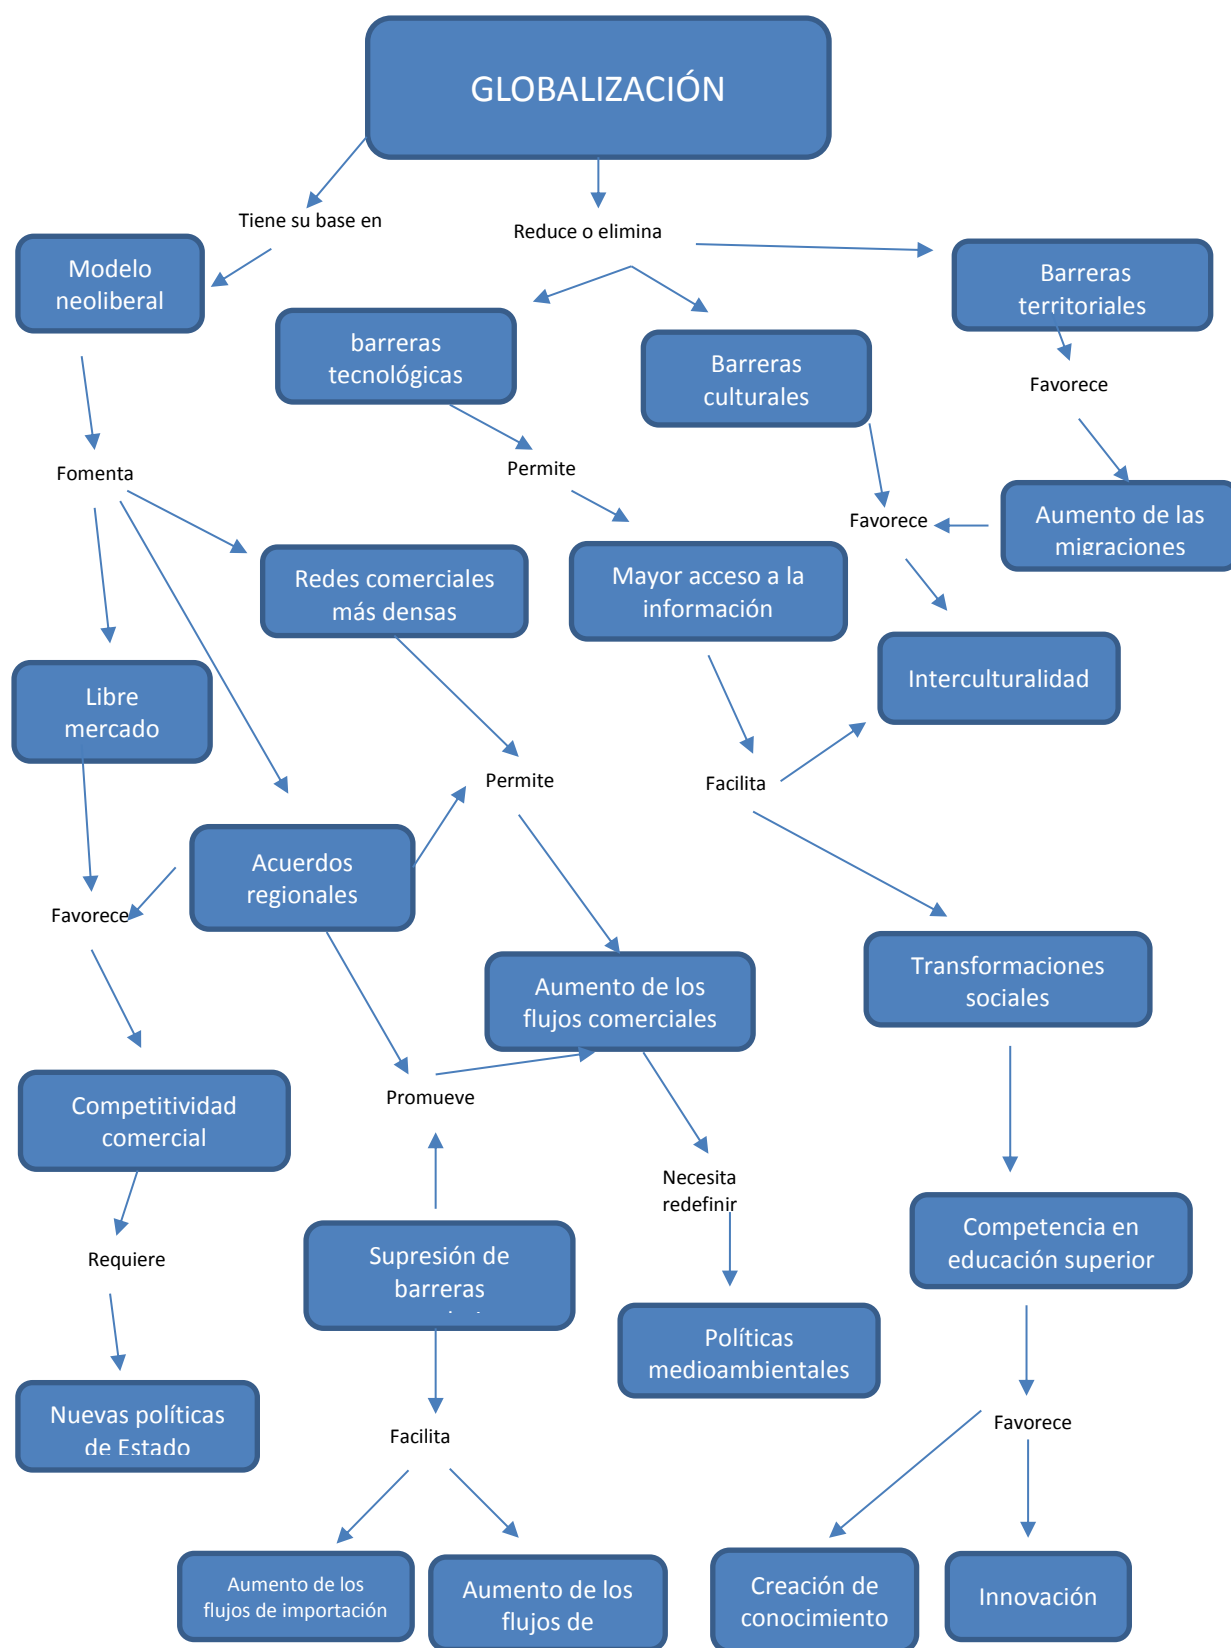 GLOBALIZACIÓN
Tiene su base en
Reduce o elimina
Modelo
neoliberal
Barreras
territoriales
barreras
tecnológicas
Barreras
culturales
Favorece
Fomenta
Permite
Favorece
Aumento de las
migraciones
Redes comerciales
más densas
Mayor acceso a la
información
Interculturalidad
Libre
mercado
Permite
Facilita
Acuerdos
regionales
Favorece
Transformaciones
sociales
Aumento de los
flujos comerciales
Competitividad
comercial
Promueve
Necesita
redefinir
Competencia en
educación superior
Requiere
Supresión de
barreras
Políticas
medioambientales
Nuevas políticas
de Estado
Facilita
Favorece
Aumento de los
flujos de importación
Aumento de los
flujos de
Creación de
conocimiento
Innovación